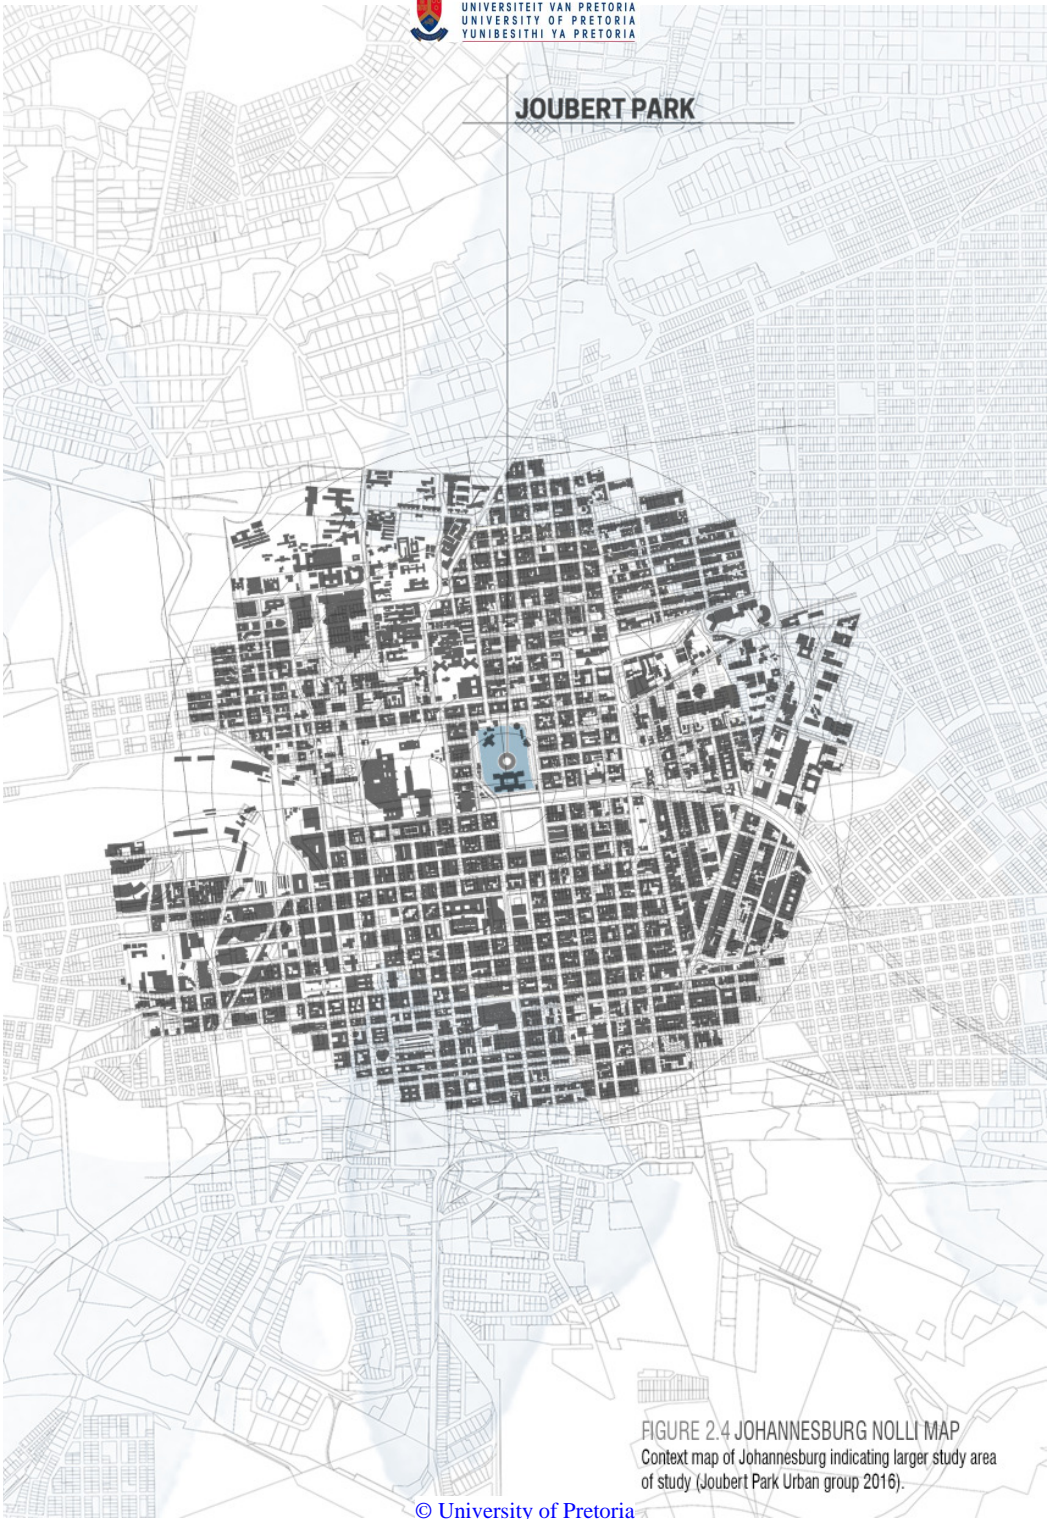 UNIVERSITEIT VAN PRETORIA
UNIVERSITY OF PRETORIA
YUNIBESITHI YA PRETORIA
JOUBERT PARK
FIGURE 2.4 JOHANNESBURG NOLLI MAP
Context map of Johannesburg indicating larger study area
of study (Joubert Park Urban group 2016).
© University of Pretoria